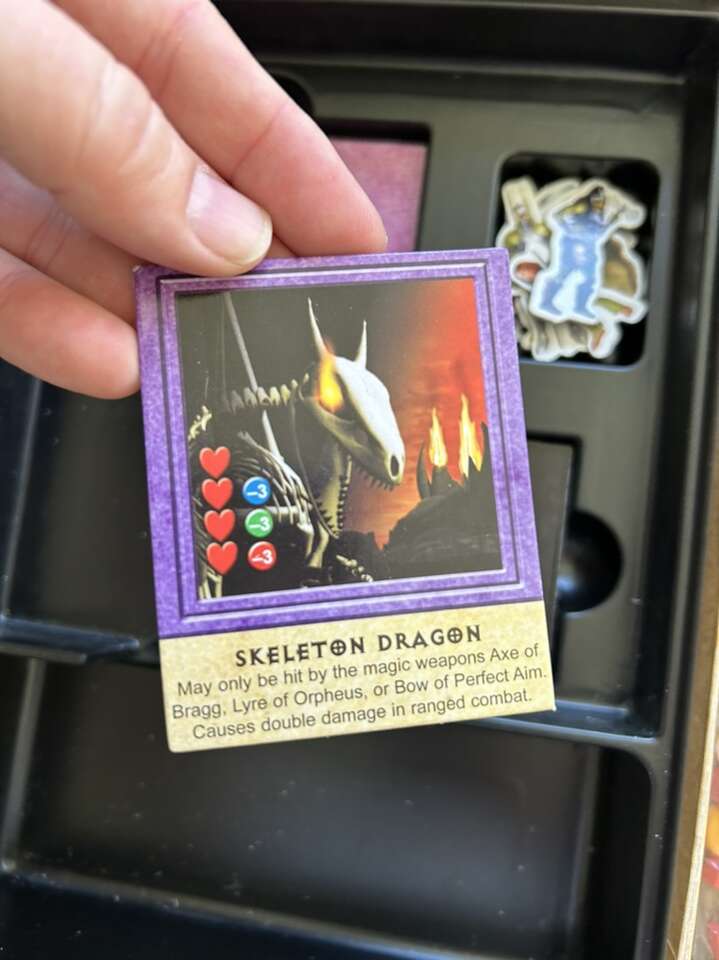 -3
-3
-3
SKELETON DRAGON
May only be hit by the magic weapons Axe of
Bragg, Lyre of Orpheus, or Bow of Perfect Aim.
Causes double damage in ranged combat.